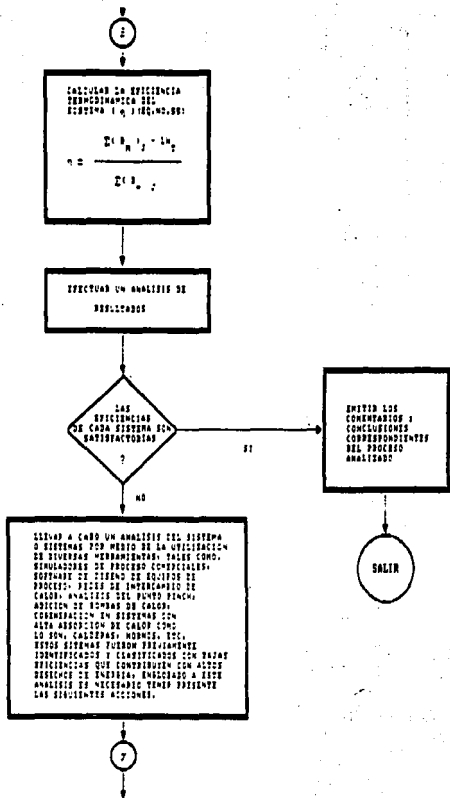 2
CALCULAR LA EFICIENCIA
TERMODINAMICA DEL
SISTEMA ( η ) (EQ.NO.
η =
EFECTUAR UN ANALISIS DE
RESULTADOS
LAS
EFICIENCIAS
DE CADA SISTEMA SON
SATISFACTORIAS
?
SI
NO
EMITIR LOS
COMENTARIOS Y
CONCLUSIONES
CORRESPONDIENTES
DEL PROCESO
ANALIZADO
SALIR
LLEVAR A CABO UN ANALISIS DEL SISTEMA
O SISTEMAS POR MEDIO DE LA UTILIZACION
DE DIVERSAS HERRAMIENTAS; TALES COMO,
SIMULADORES DE PROCESO COMERCIALES;
SOFTWARE DE DISENO DE EQUIPOS DE
PROCESO; REDES DE INTERCAMBIO DE
CALOR; ANALISIS DEL PUNTO PINCH;
ADICION DE BOMBAS DE CALOR;
COGENERACION EN SISTEMAS CON
ALTA ABSORCION DE CALOR COMO
LO SON; CALDERAS; HORNOS, ETC.
ESTOS SISTEMAS FUERON PREVIAMENTE
IDENTIFICADOS Y CLASIFICADOS CON BAJAS
EFICIENCIAS QUE CONTRIBUYEN CON ALTOS
DESECHOS DE ENERGIA; ENFOCADO A ESTE
ANALISIS ES NECESARIO TENER PRESENTE
LAS SIGUIENTES ACCIONES.
7